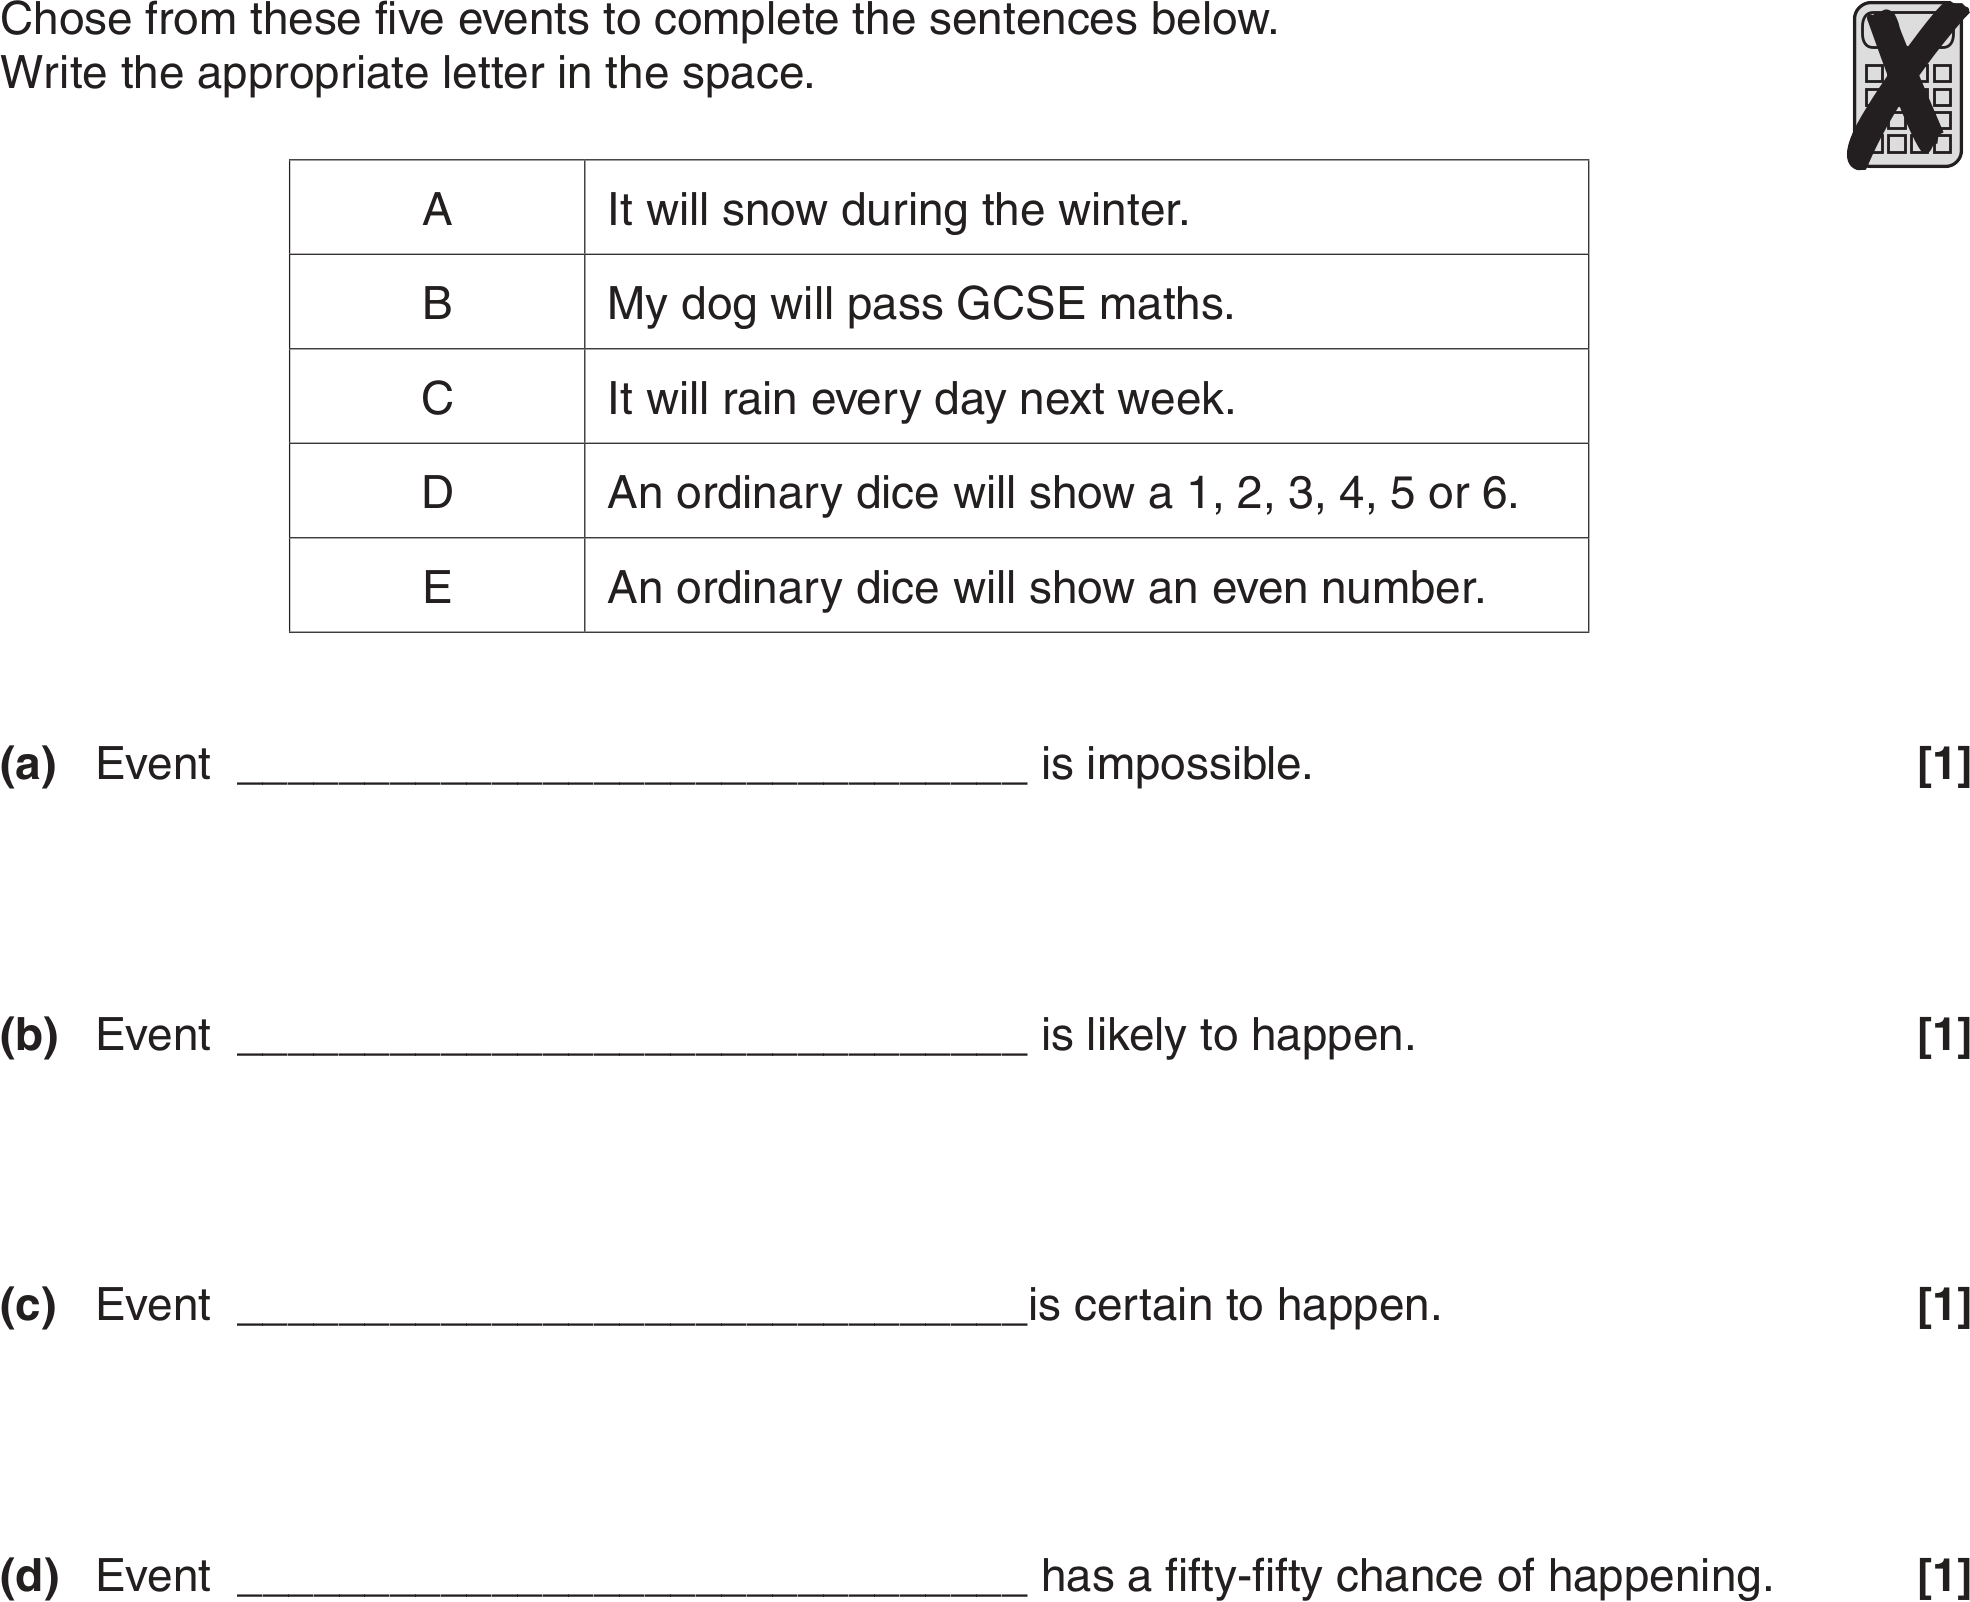 Chose from these five events to complete the sentences below.
Write the appropriate letter in the space.
A It will snow during the winter.
B My dog will pass GCSE maths.
C It will rain every day next week.
D An ordinary dice will show a 1, 2, 3, 4, 5 or 6.
E An ordinary dice will show an even number.
(a) Event _______________________________ is impossible. [1]
(b) Event _______________________________ is likely to happen. [1]
(c) Event _______________________________is certain to happen. [1]
(d) Event _______________________________ has a fifty-fifty chance of happening. [1]